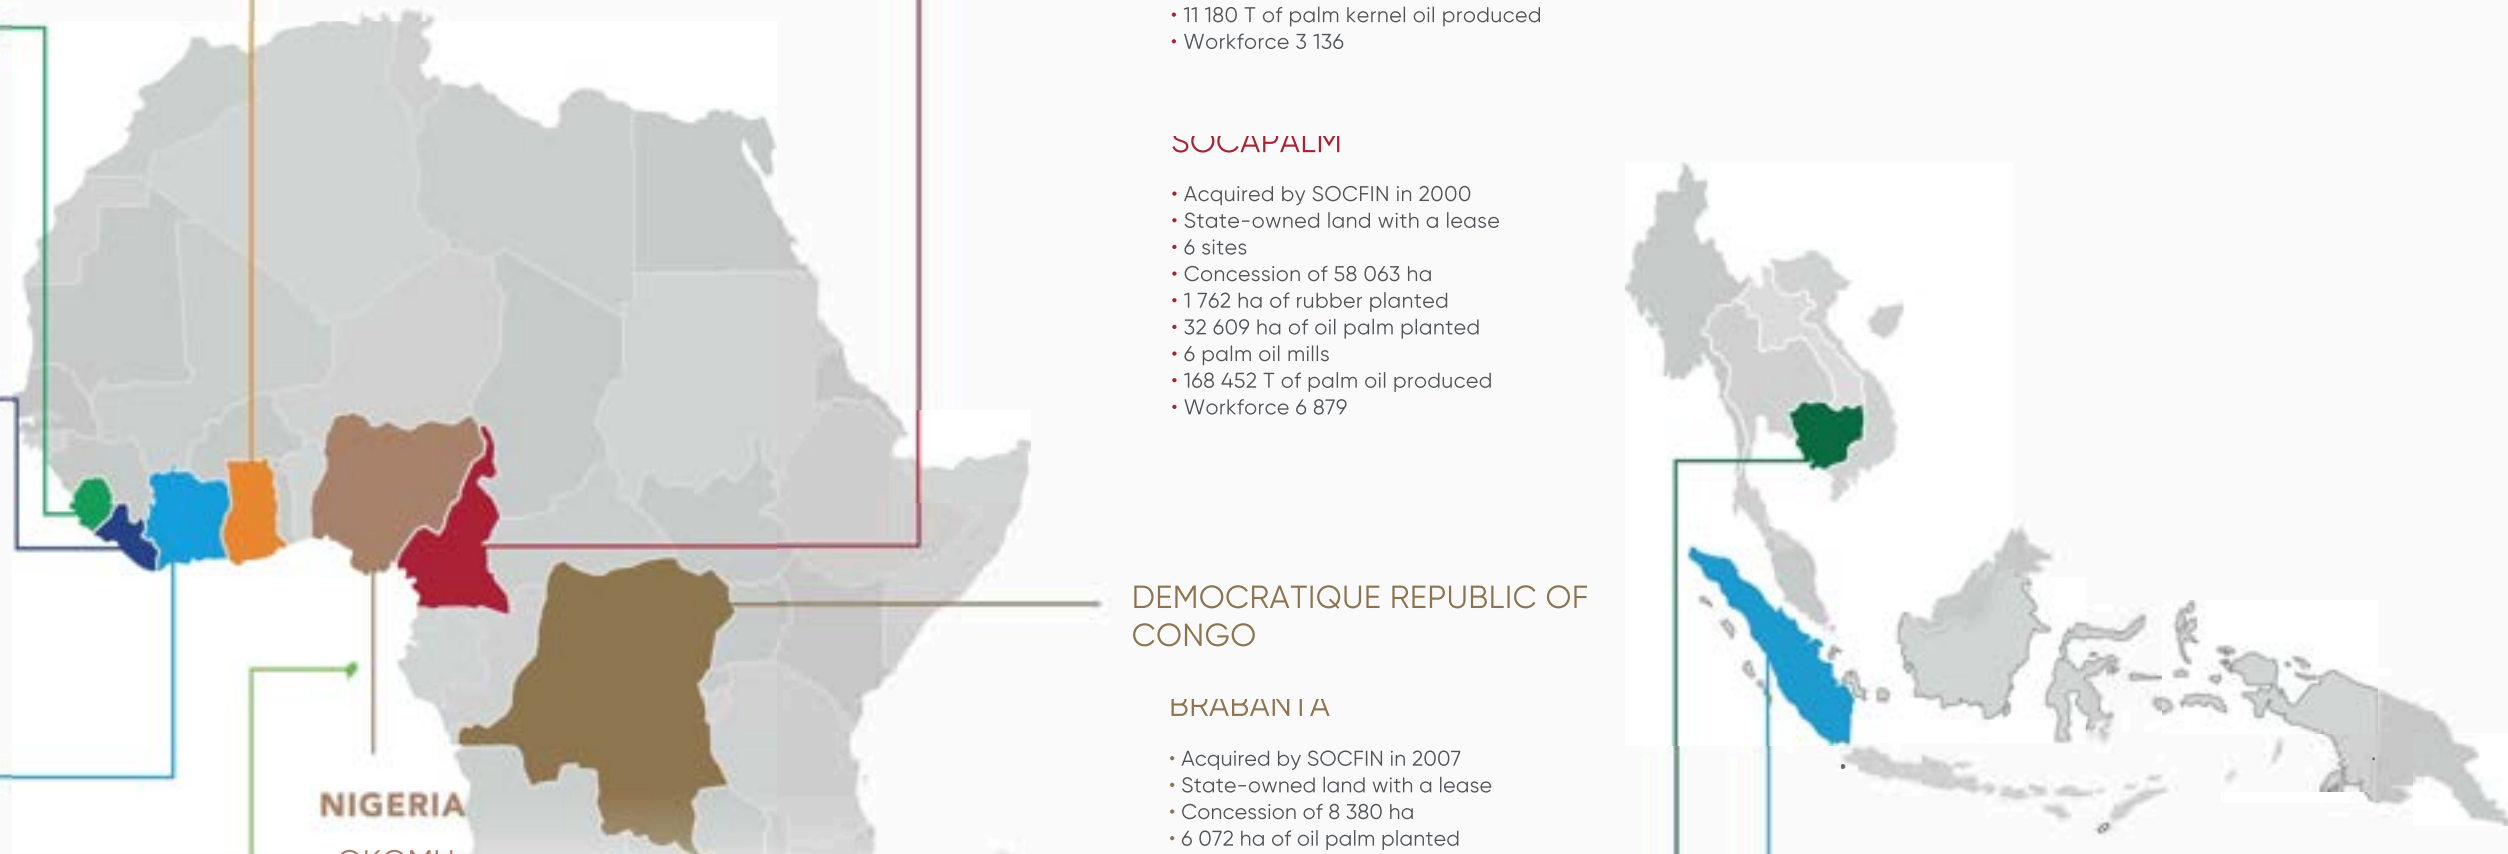 • 11 180 T of palm kernel oil produced
• Workforce 3 136
SOCAPALM
• Acquired by SOCFIN in 2000
• State-owned land with a lease
• 6 sites
• Concession of 58 063 ha
• 1 762 ha of rubber planted
• 32 609 ha of oil palm planted
• 6 palm oil mills
• 168 452 T of palm oil produced
• Workforce 6 879
DEMOCRATIQUE REPUBLIC OF
CONGO
BRABANTA
• Acquired by SOCFIN in 2007
• State-owned land with a lease
• Concession of 8 380 ha
• 6 072 ha of oil palm planted
NIGERIA
OKOMU